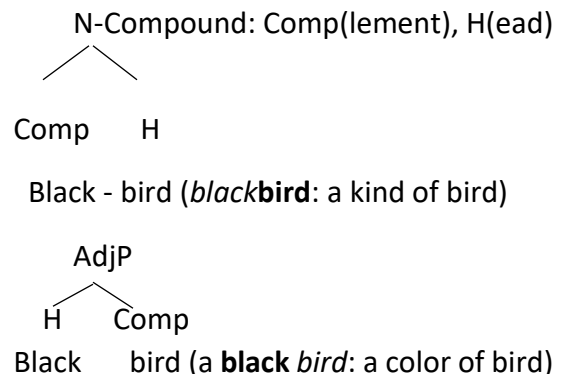 N-Compound: Comp(lement), H(ead)
Comp H
Black - bird (blackbird: a kind of bird)
AdjP
H Comp
Black bird (a black bird: a color of bird)